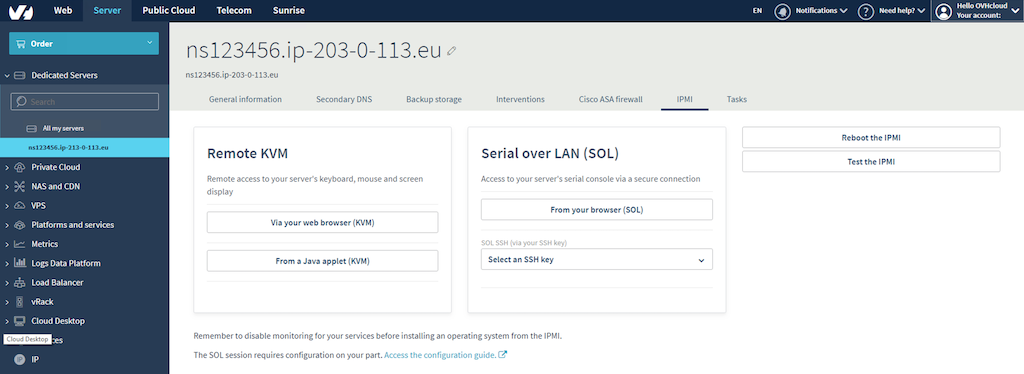 Web Server Public Cloud Telecom Sunrise EN Notifications Need help? Hello OVHcloud
Your account:
Order
ns123456.ip-203-0-113.eu
ns123456.ip-203-0-113.eu
Dedicated Servers
Search
All my servers
ns123456.ip-213-0-113.eu
Private Cloud
NAS and CDN
VPS
Platforms and services
Metrics
Logs Data Platform
Load Balancer
vRack
Cloud Desktop
Cloud Desktop
IP
General information Secondary DNS Backup storage Interventions Cisco ASA firewall IPMI Tasks
Remote KVM
Remote access to your server's keyboard, mouse and screen
display
Via your web browser (KVM)
From a Java applet (KVM)
Serial over LAN (SOL)
Access to your server's serial console via a secure connection
From your browser (SOL)
SOL SSH (via your SSH key)
Select an SSH key
Reboot the IPMI
Test the IPMI
Remember to disable monitoring for your services before installing an operating system from the IPMI.
The SOL session requires configuration on your part. Access the configuration guide.